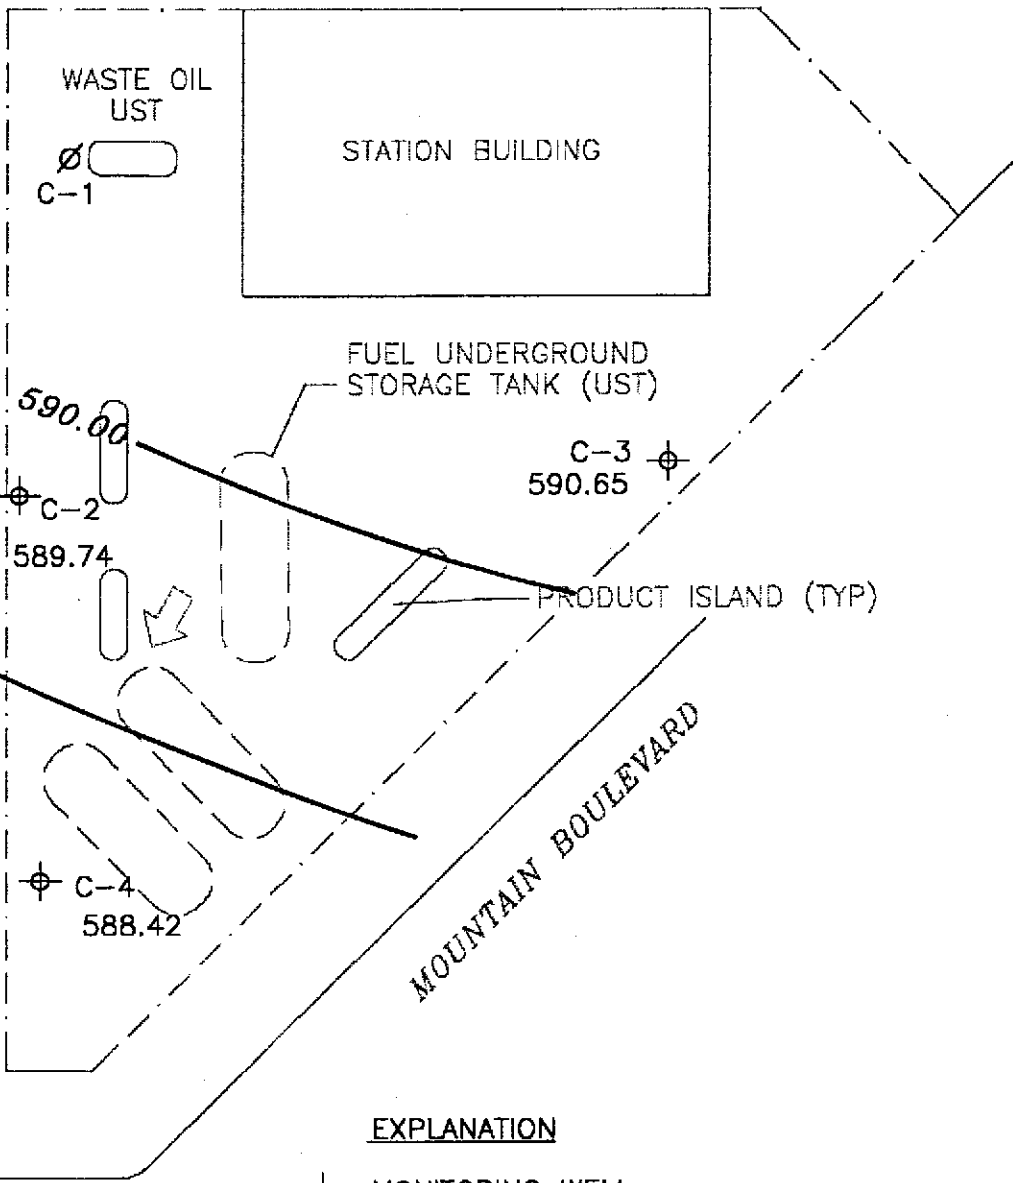 WASTE OIL
UST
C-1
STATION BUILDING
FUEL UNDERGROUND
STORAGE TANK (UST)
590.00
C-3
590.65
C-2
589.74
PRODUCT ISLAND (TYP)
C-4
588.42
MOUNTAIN BOULEVARD
EXPLANATION
MONITORING WELL